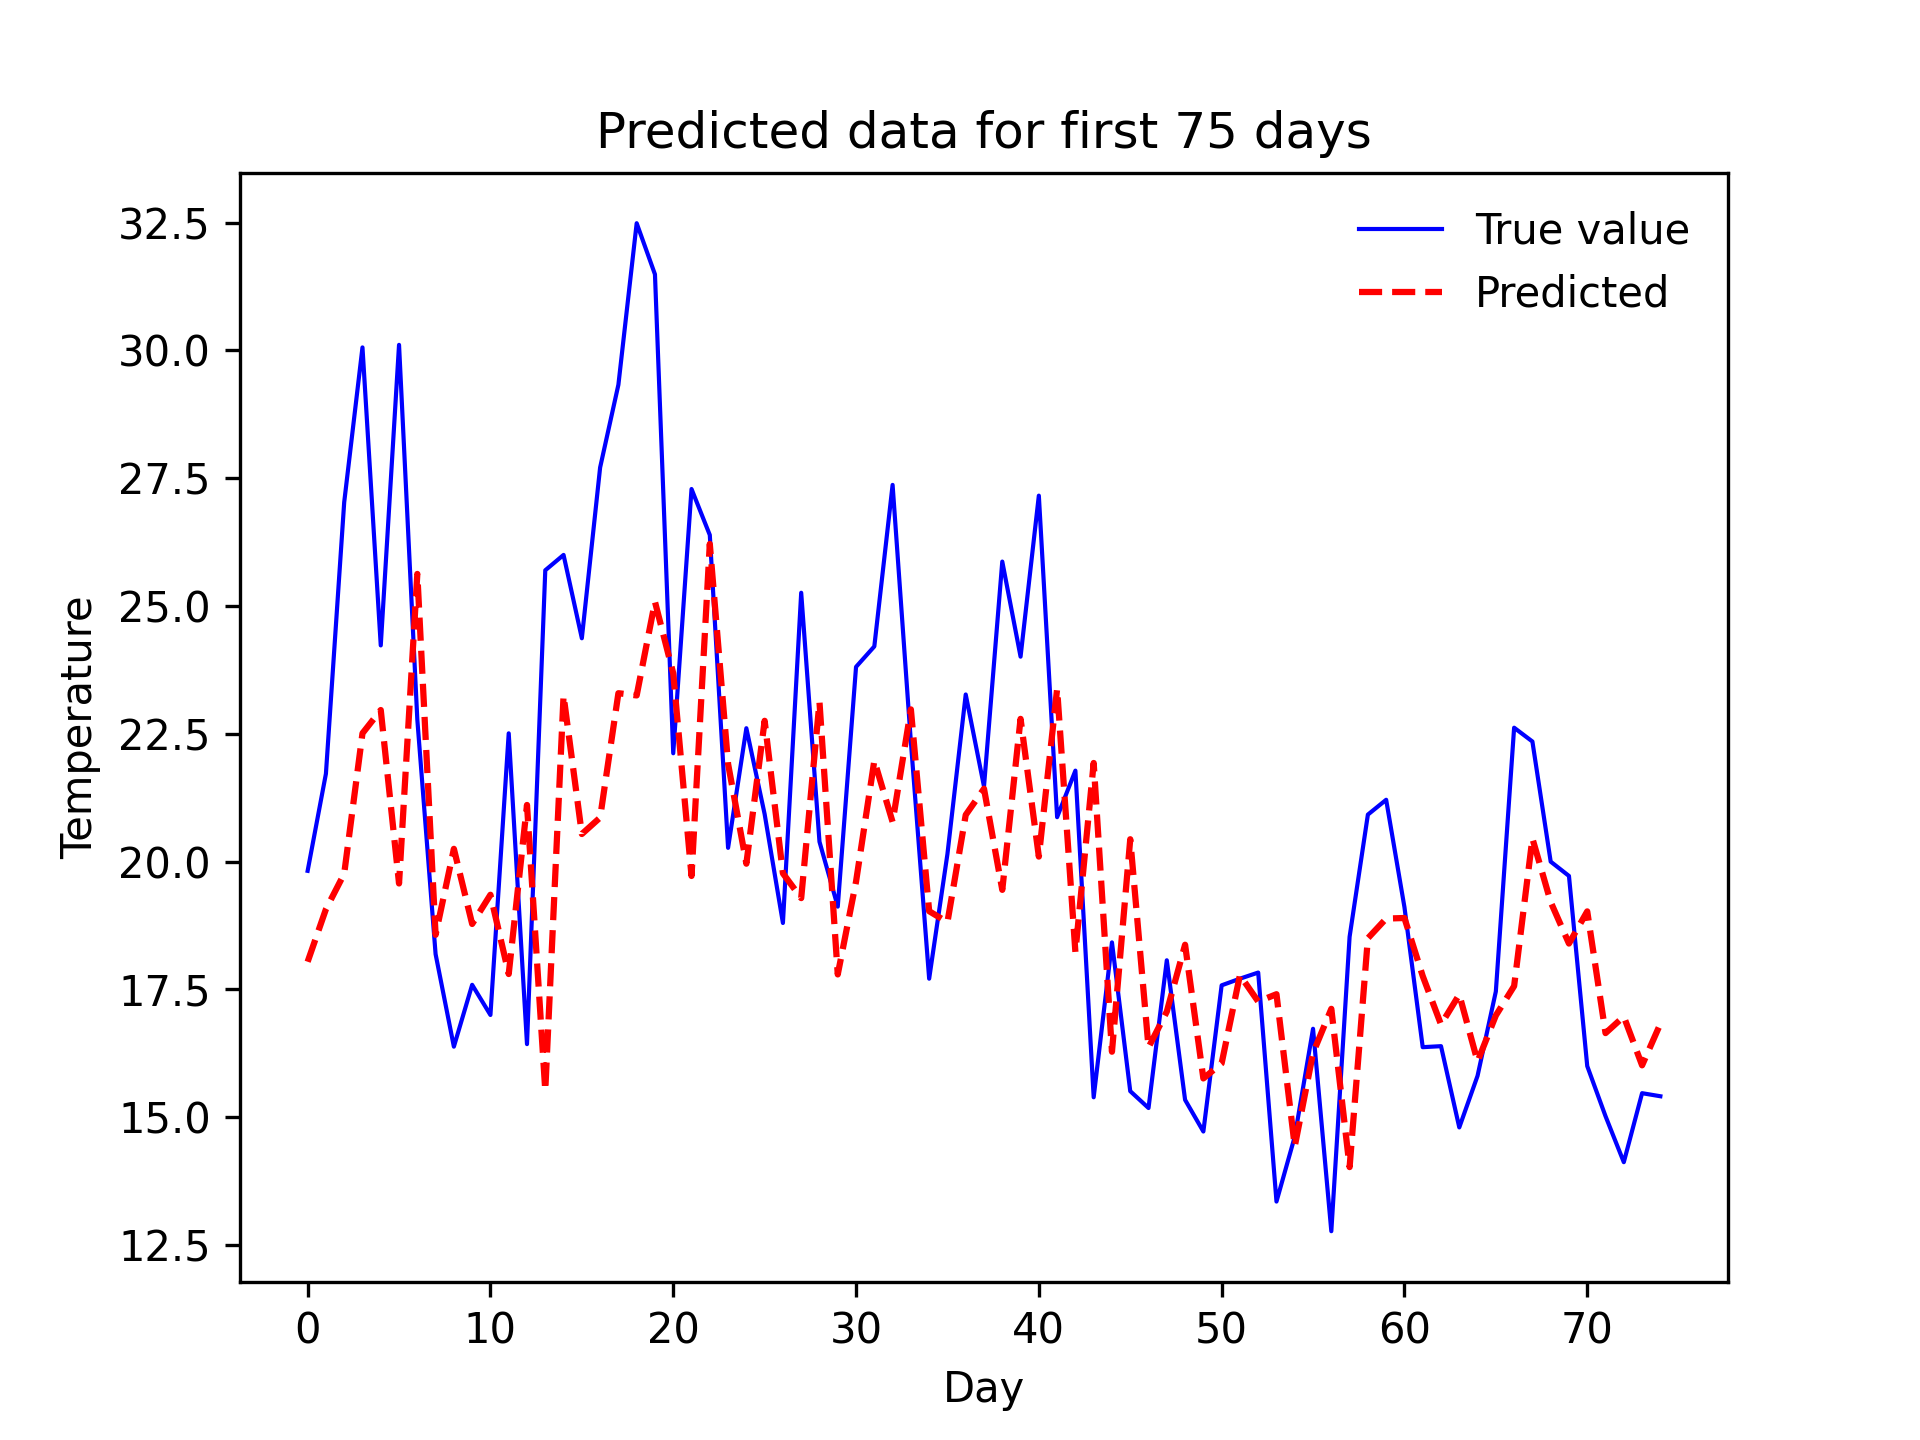 Predicted data for first 75 days
True value
Predicted
32.5
30.0
27.5
25.0
22.5
20.0
17.5
15.0
12.5
Temperature
0 10 20 30 40 50 60 70
Day